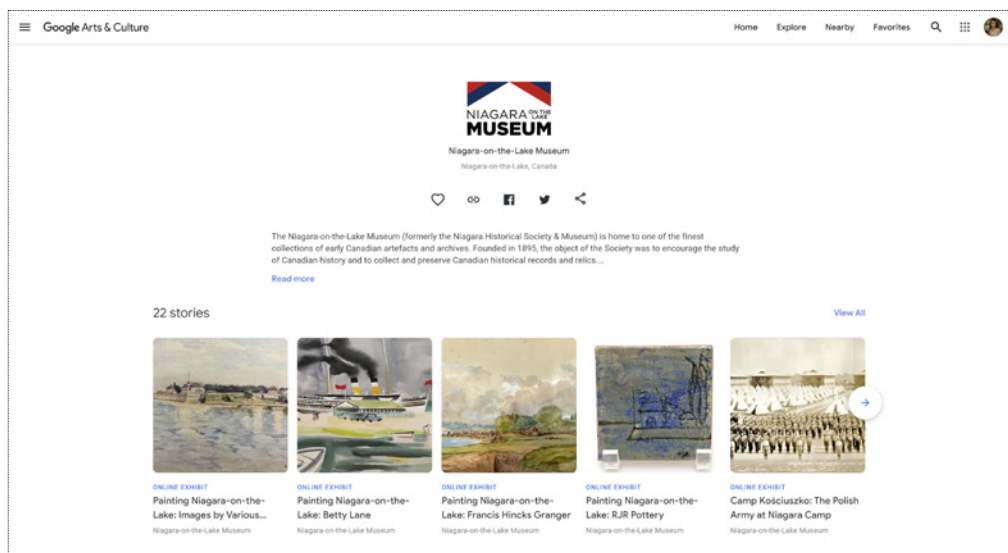 Google Arts & Culture
Home Explore Nearby Favorites
NIAGARA ON THE LAKE
MUSEUM
Niagara-on-the-Lake Museum
Niagara-on-the-Lake, Canada
The Niagara-on-the-Lake Museum (formerly the Niagara Historical Society & Museum) is home to one of the finest
collections of early Canadian artefacts and archives. Founded in 1895, the object of the Society was to encourage the study
of Canadian history and to collect and preserve Canadian historical records and relics....
Read more
22 stories
View All
ONLINE EXHIBIT
Painting Niagara-on-the-
Lake: Images by Various...
Niagara-on-the-Lake Museum
ONLINE EXHIBIT
Painting Niagara-on-the-
Lake: Betty Lane
Niagara-on-the-Lake Museum
ONLINE EXHIBIT
Painting Niagara-on-the-
Lake: Francis Hincks Granger
Niagara-on-the-Lake Museum
ONLINE EXHIBIT
Painting Niagara-on-the-
Lake: RJR Pottery
Niagara-on-the-Lake Museum
ONLINE EXHIBIT
Camp Kościuszko: The Polish
Army at Niagara Camp
Niagara-on-the-Lake Museum